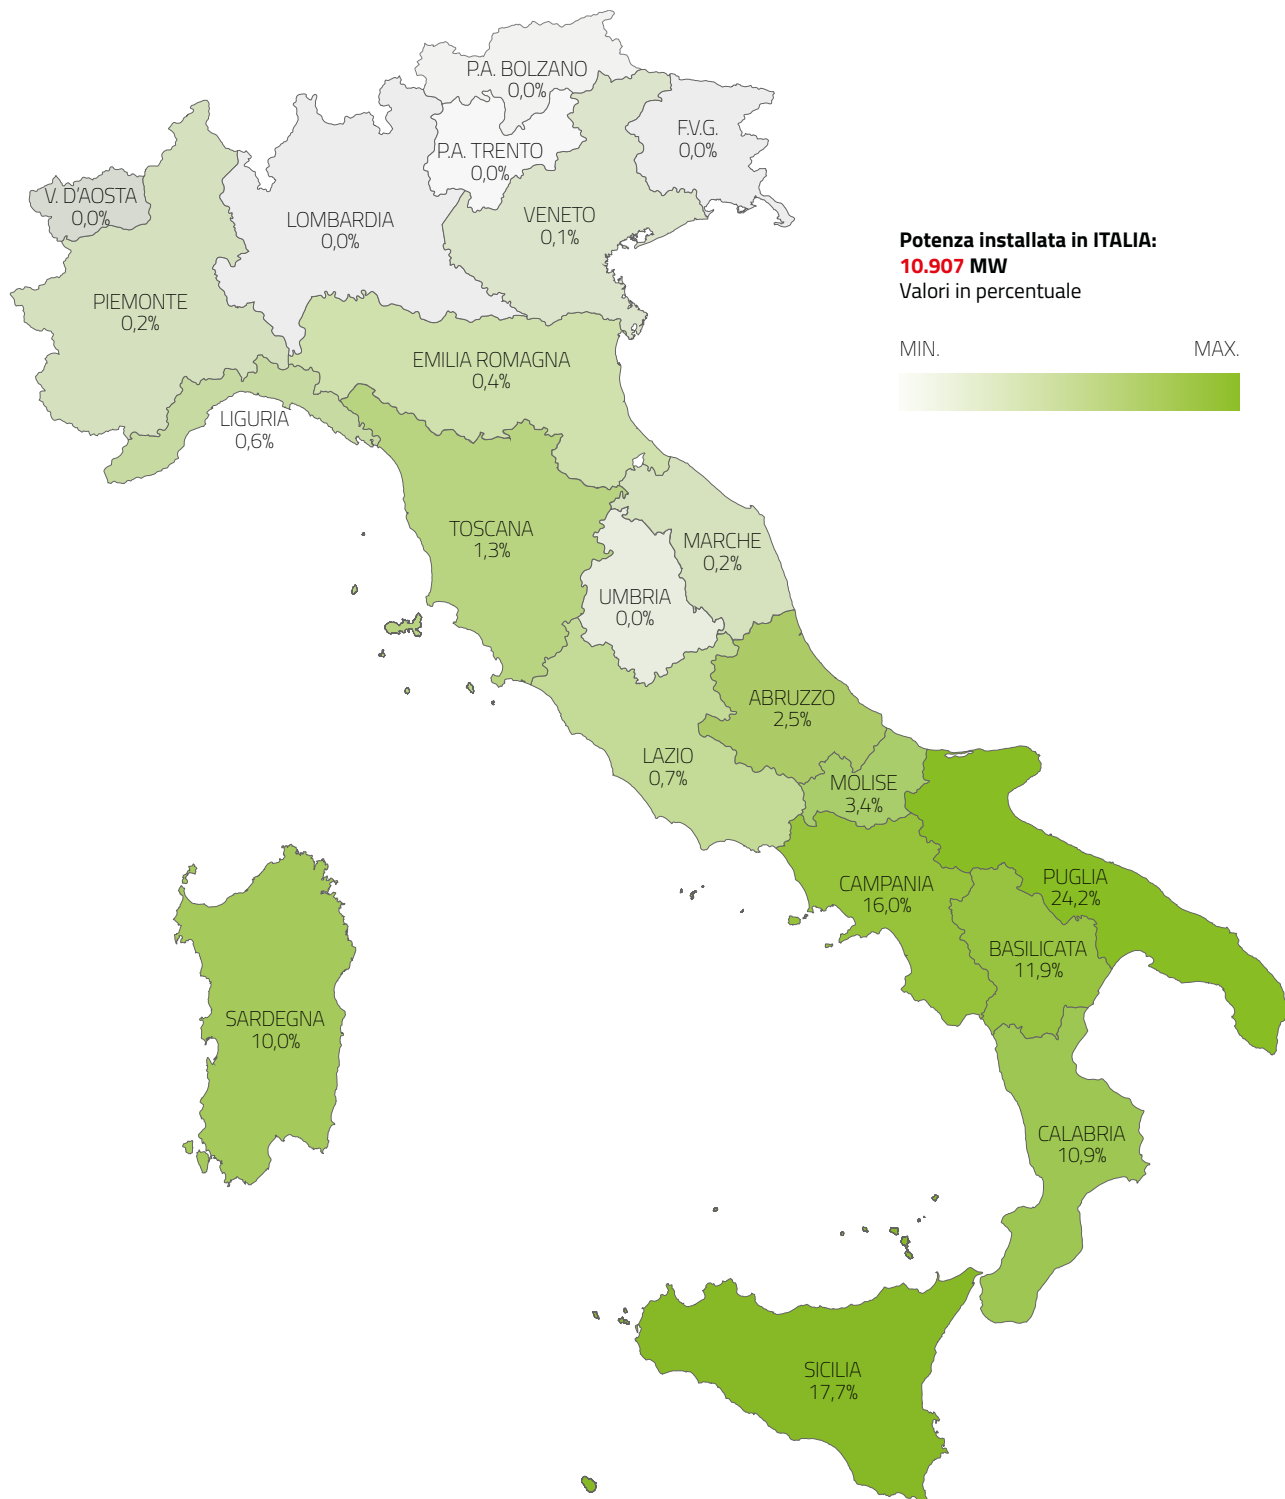 P.A. BOLZANO
0,0%
F.V.G.
0,0%
P.A. TRENTO
0,0%
V. D'AOSTA
0,0%
LOMBARDIA
0,0%
VENETO
0,1%
Potenza installata in ITALIA:
10.907 MW
Valori in percentuale
MIN. MAX.
PIEMONTE
0,2%
EMILIA ROMAGNA
0,4%
LIGURIA
0,6%
TOSCANA
1,3%
MARCHE
0,2%
UMBRIA
0,0%
ABRUZZO
2,5%
LAZIO
0,7%
MOLISE
3,4%
CAMPANIA
16,0%
PUGLIA
24,2%
BASILICATA
11,9%
SARDEGNA
10,0%
CALABRIA
10,9%
SICILIA
17,7%